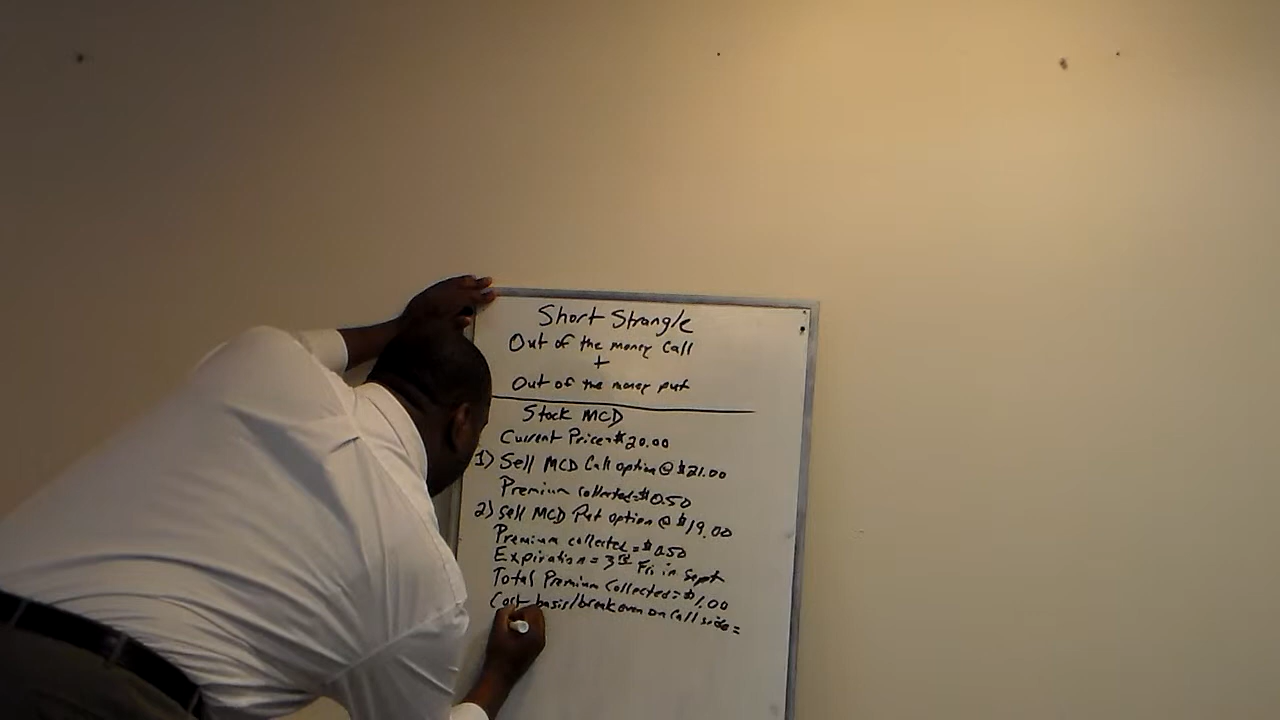 Short Strangle
Out of the money Call
+
Out of the money put
Stock MCD
Current Price=$20.00
1) Sell MCD Call option @ $21.00
Premium collected=$0.50
2) Sell MCD Put option @ $19.00
Premium collected=$0.50
Expiration= 3rd Fri in Sept
Total Premium Collected=$1.00
Cost basis/breakeven on Call side=